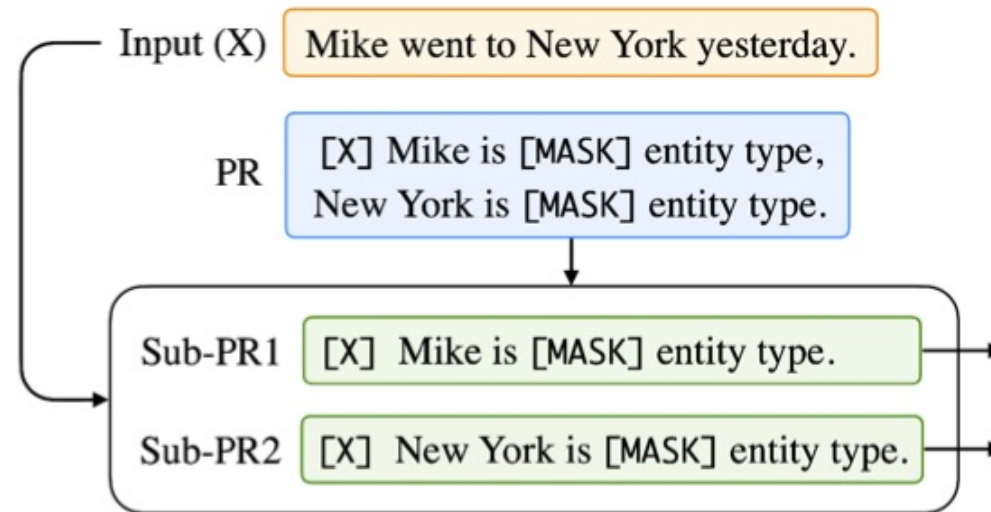 Input (X) Mike went to New York yesterday.
PR
[X] Mike is [MASK] entity type,
New York is [MASK] entity type.
Sub-PR1 [X] Mike is [MASK] entity type.
Sub-PR2 [X] New York is [MASK] entity type.